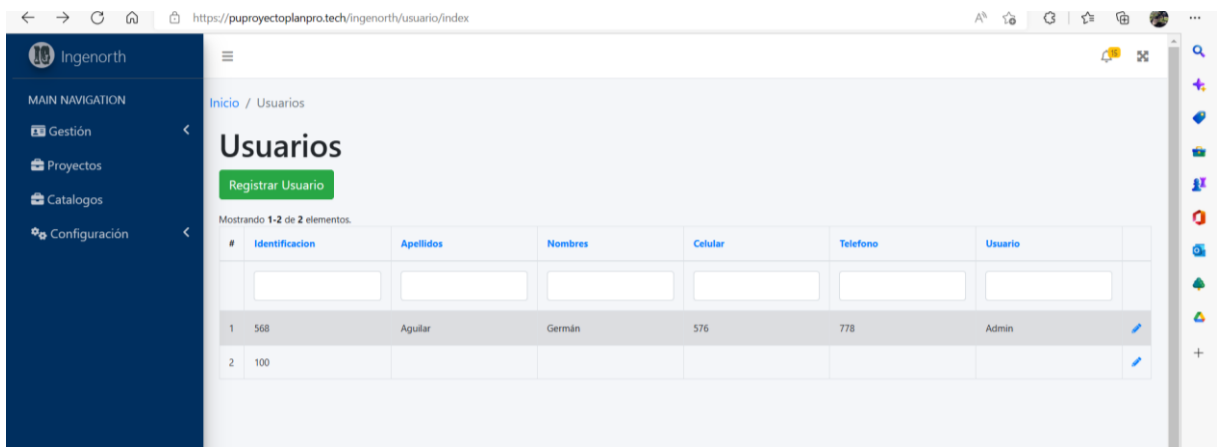 https://puproyectoplanpro.tech/ingenorth/usuario/index
Ingenorth
MAIN NAVIGATION
Gestión
Proyectos
Catalogos
Configuración
Inicio / Usuarios
Usuarios
Registrar Usuario
Mostrando 1-2 de 2 elementos.
# Identificacion Apellidos Nombres Celular Telefono Usuario
1 568 Aguilar Germán 576 778 Admin
2 100